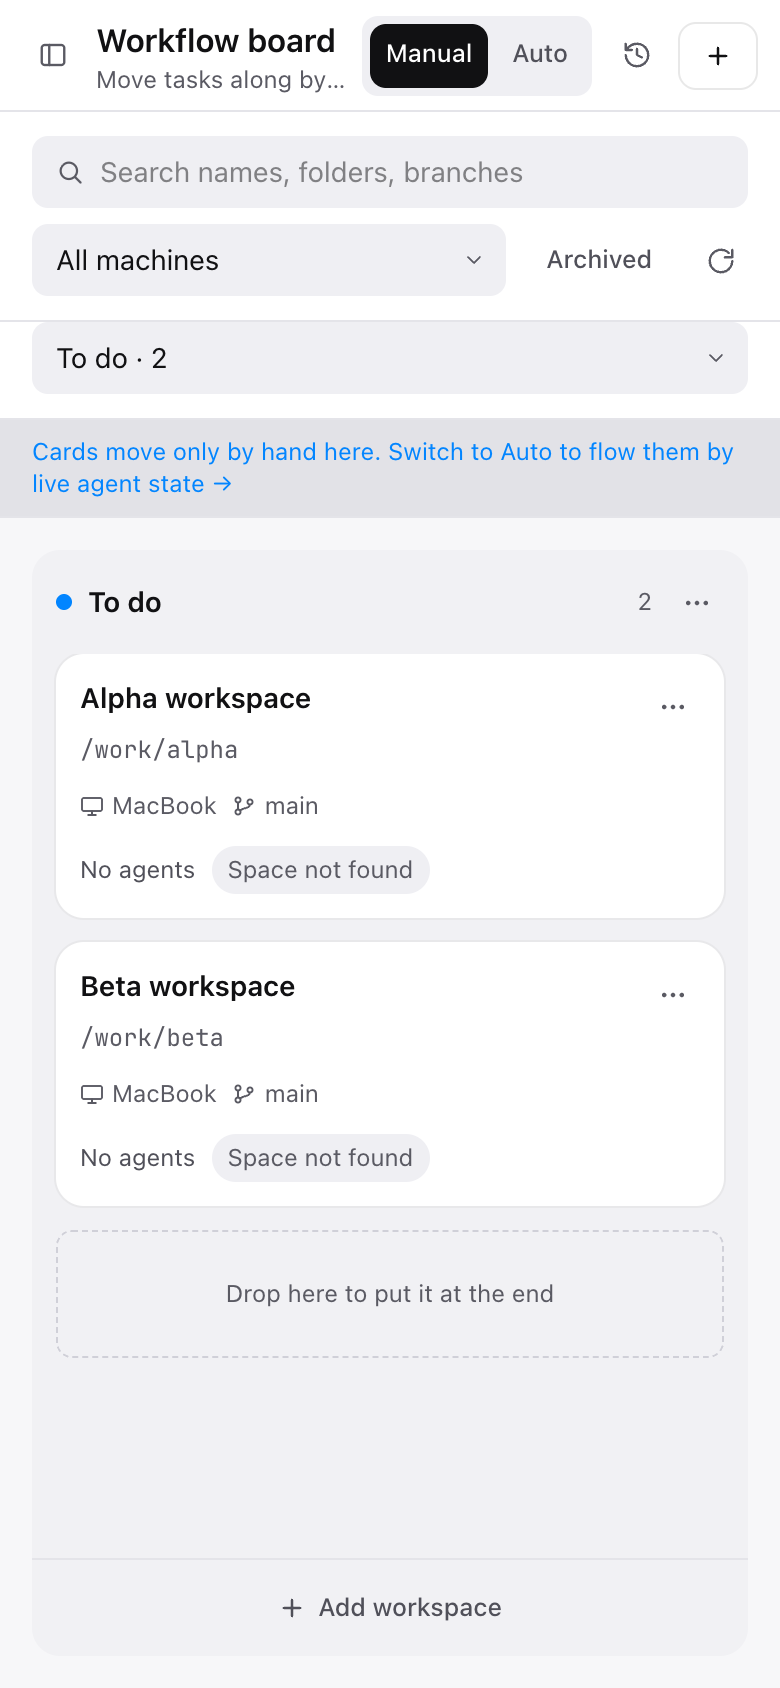 Workflow board
Move tasks along by...
Manual
Auto
Search names, folders, branches
All machines
Archived
To do · 2
Cards move only by hand here. Switch to Auto to flow them by
live agent state →
To do
2
Alpha workspace
/work/alpha
MacBook main
No agents Space not found
Beta workspace
/work/beta
MacBook main
No agents Space not found
Drop here to put it at the end
+ Add workspace